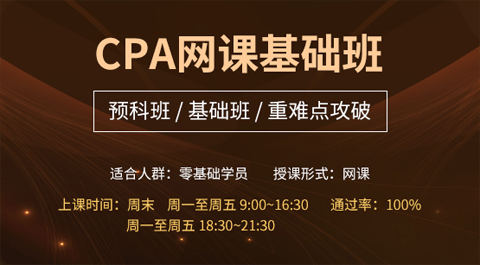 CPA网课基础班
预科班 / 基础班 / 重难点攻破
适合人群：零基础学员 授课形式：网课
上课时间：周末 周一至周五 9:00~16:30 通过率：100%
周一至周五 18:30~21:30